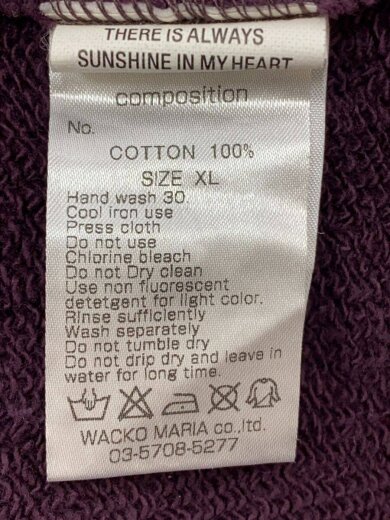 THERE IS ALWAYS
SUNSHINE IN MY HEART
composition
No.
COTTON 100%
SIZE XL
Hand wash 30.
Cool iron use
Press cloth
Do not use
Chlorine bleach
Do not Dry clean
Use non fluorescent
detetgent for light color.
Rinse sufficiently
Wash separately
Do not tumble dry
Do not drip dry and leave in
water for long time.
WACKO MARIA co.,ltd.
03-5708-5277